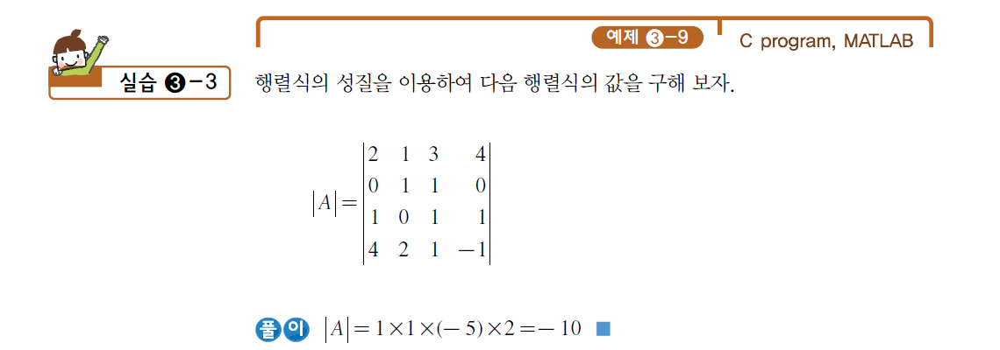 예제 3-9 C program, MATLAB
실습 3-3 행렬식의 성질을 이용하여 다음 행렬식의 값을 구해 보자.
2 1 3 4
0 1 1 0
|A|=
1 0 1 1
4 2 1 −1
풀이 |A|=1×1×(−5)×2=−10 ■